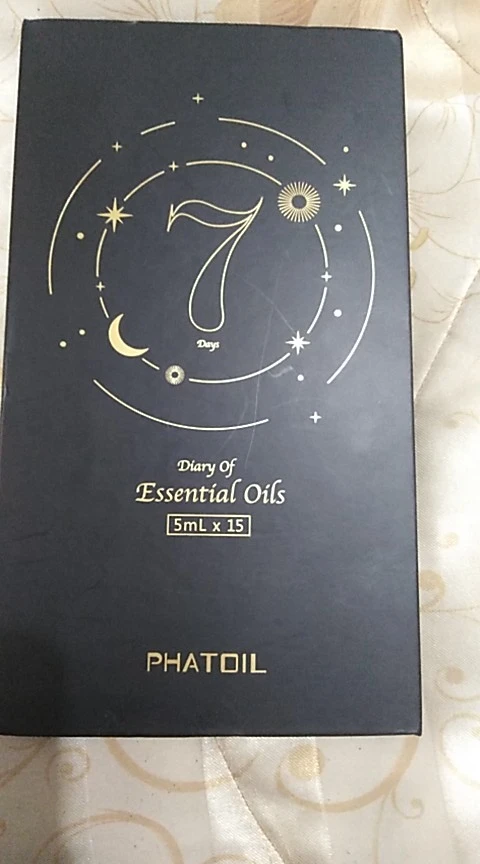 7
Days
Diary Of
Essential Oils
5mL x 15
PHATOIL